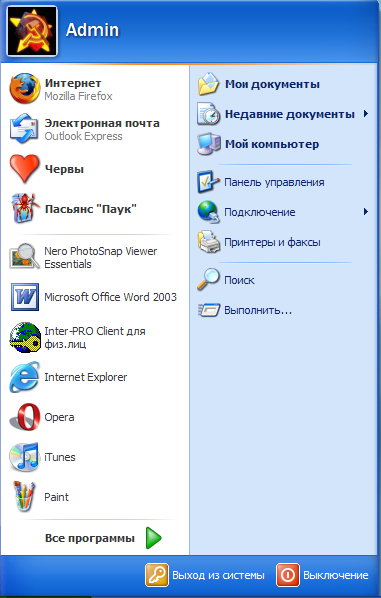 Admin
Интернет
Mozilla Firefox
Электронная почта
Outlook Express
Червы
Пасьянс "Паук"
Nero PhotoSnap Viewer
Essentials
Microsoft Office Word 2003
Inter-PRO Client для
физ.лиц
Internet Explorer
Opera
iTunes
Paint
Все программы
Мои документы
Недавние документы
Мой компьютер
Панель управления
Подключение
Принтеры и факсы
Поиск
Выполнить...
Выход из системы
Выключение